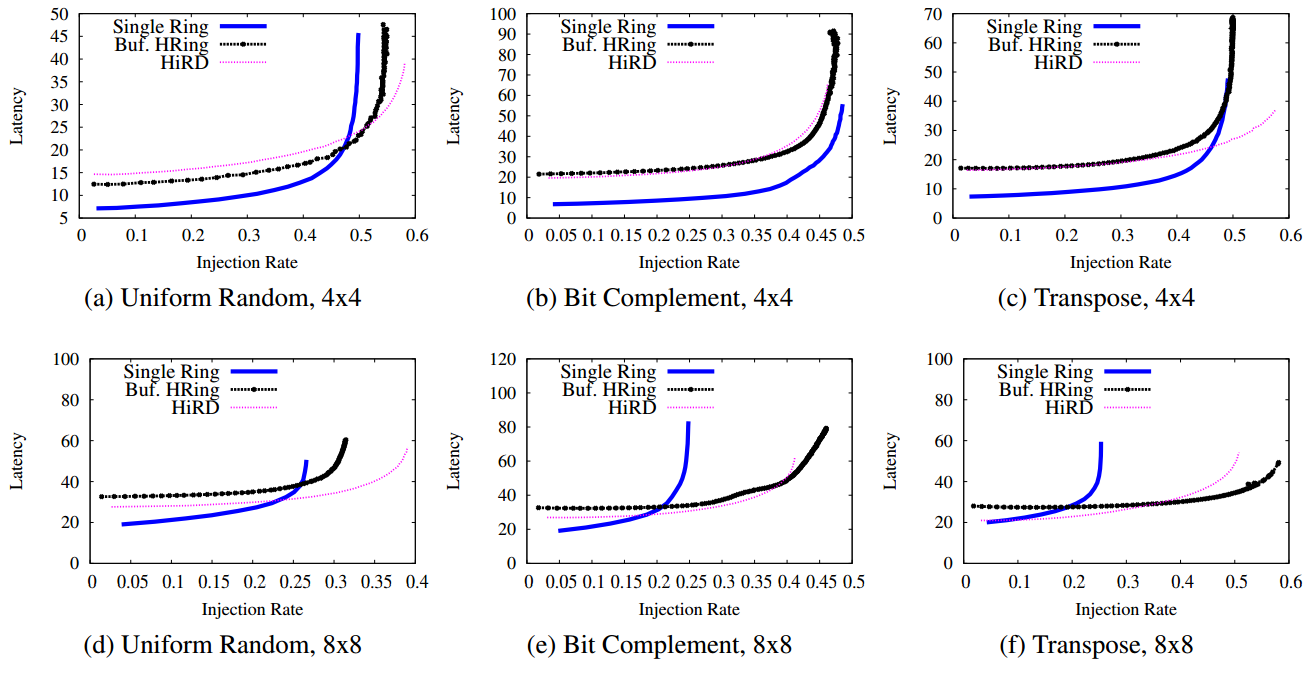 50
45
40
35
30
25
20
15
10
5
Latency
Single Ring
Buf. HRing
HiRD
0 0.1 0.2 0.3 0.4 0.5 0.6
Injection Rate
(a) Uniform Random, 4x4
100
90
80
70
60
50
40
30
20
10
0
Latency
Single Ring
Buf. HRing
HiRD
0 0.05 0.1 0.15 0.2 0.25 0.3 0.35 0.4 0.45 0.5
Injection Rate
(b) Bit Complement, 4x4
70
60
50
40
30
20
10
0
Latency
Single Ring
Buf. HRing
HiRD
0 0.1 0.2 0.3 0.4 0.5 0.6
Injection Rate
(c) Transpose, 4x4
100
80
60
40
20
0
Latency
Single Ring
Buf. HRing
HiRD
0 0.05 0.1 0.15 0.2 0.25 0.3 0.35 0.4
Injection Rate
(d) Uniform Random, 8x8
120
100
80
60
40
20
0
Latency
Single Ring
Buf. HRing
HiRD
0 0.05 0.1 0.15 0.2 0.25 0.3 0.35 0.4 0.45 0.5
Injection Rate
(e) Bit Complement, 8x8
100
80
60
40
20
0
Latency
Single Ring
Buf. HRing
HiRD
0 0.1 0.2 0.3 0.4 0.5 0.6
Injection Rate
(f) Transpose, 8x8